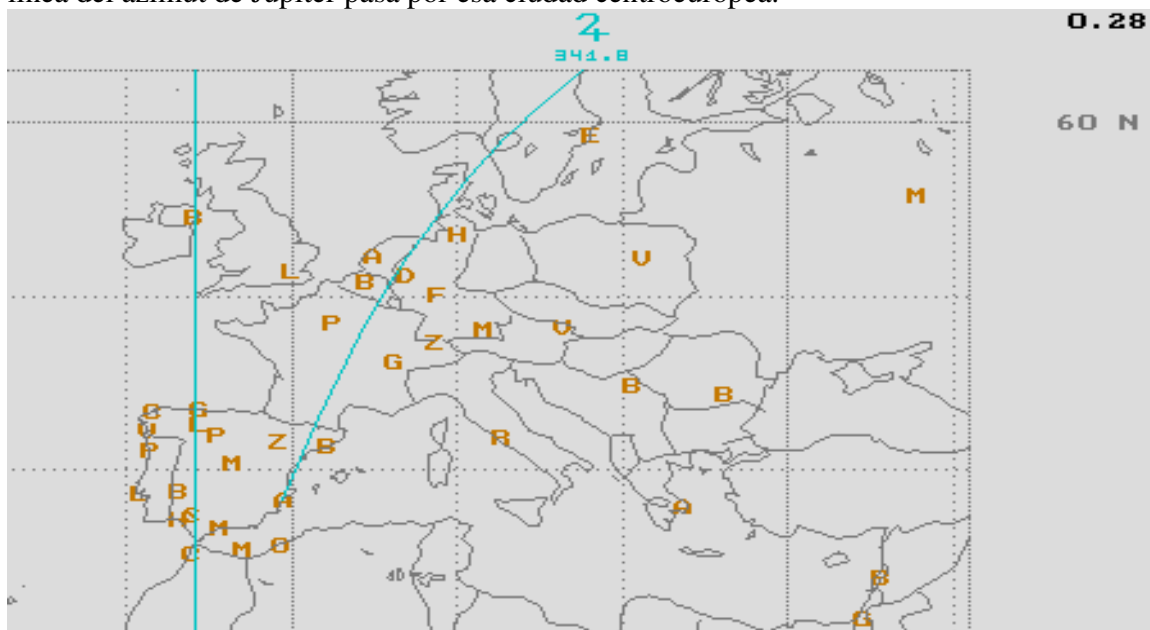 línea del azimut de Júpiter pasa por esa ciudad centroeuropea.
0.28
341.8
60 N
E
M
B
H
A V
L B D F
P M V
Z
G
B B
C G
L P Z B R
P M
L B A A
H S M
C M O
B
G